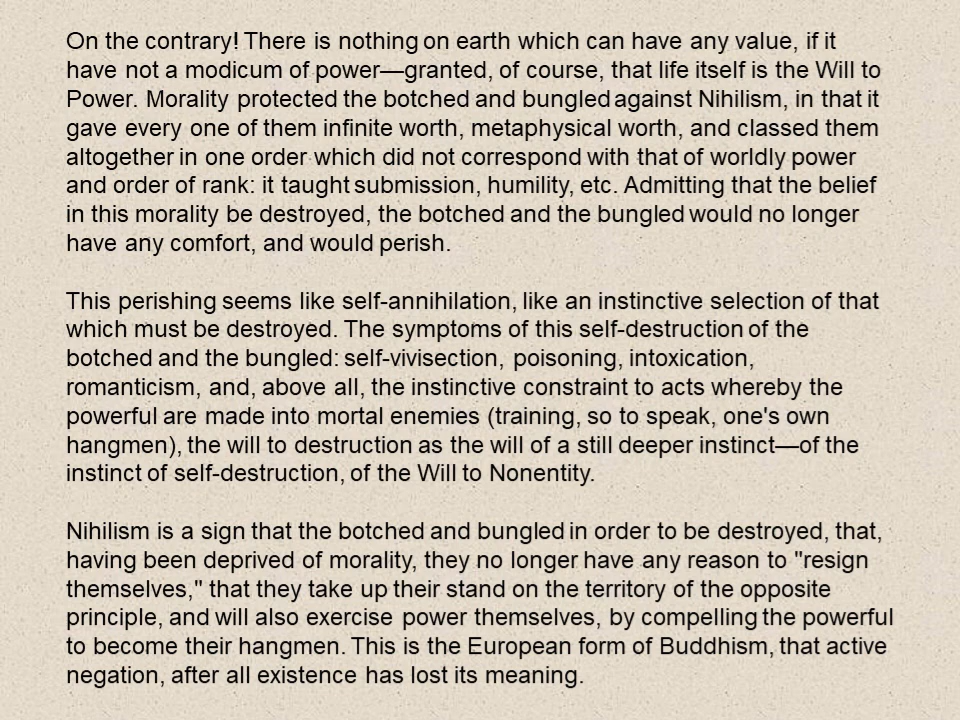 On the contrary! There is nothing on earth which can have any value, if it
have not a modicum of power—granted, of course, that life itself is the Will to
Power. Morality protected the botched and bungled against Nihilism, in that it
gave every one of them infinite worth, metaphysical worth, and classed them
altogether in one order which did not correspond with that of worldly power
and order of rank: it taught submission, humility, etc. Admitting that the belief
in this morality be destroyed, the botched and the bungled would no longer
have any comfort, and would perish.

This perishing seems like self-annihilation, like an instinctive selection of that
which must be destroyed. The symptoms of this self-destruction of the
botched and the bungled: self-vivisection, poisoning, intoxication,
romanticism, and, above all, the instinctive constraint to acts whereby the
powerful are made into mortal enemies (training, so to speak, one's own
hangmen), the will to destruction as the will of a still deeper instinct—of the
instinct of self-destruction, of the Will to Nonentity.

Nihilism is a sign that the botched and bungled in order to be destroyed, that,
having been deprived of morality, they no longer have any reason to "resign
themselves," that they take up their stand on the territory of the opposite
principle, and will also exercise power themselves, by compelling the powerful
to become their hangmen. This is the European form of Buddhism, that active
negation, after all existence has lost its meaning.